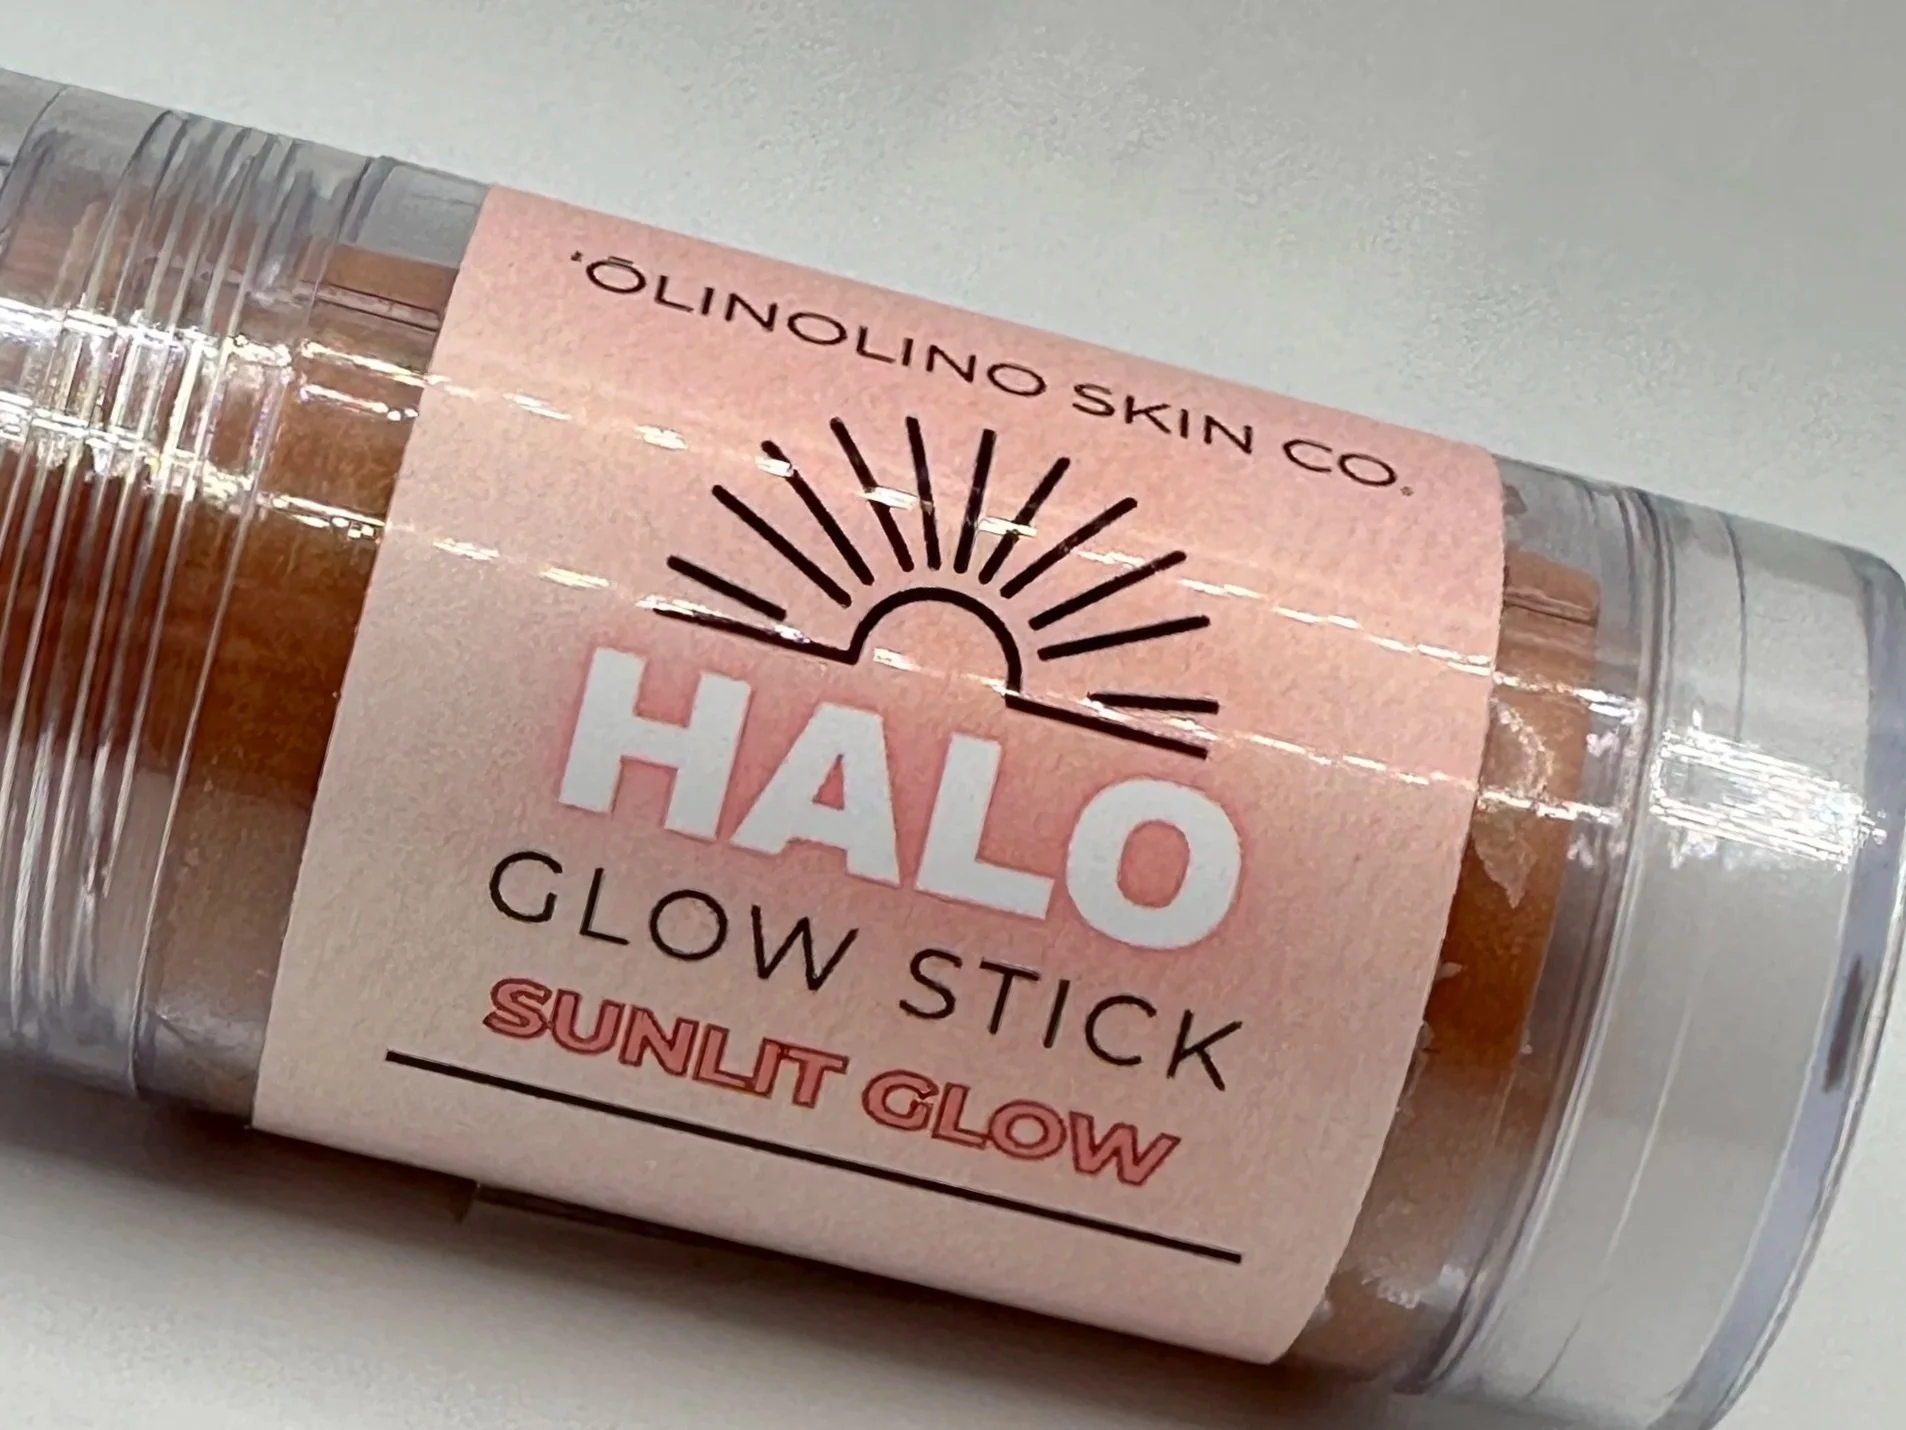 ʻŌLINOLINO SKIN CO.
HALO
GLOW STICK
SUNLIT GLOW